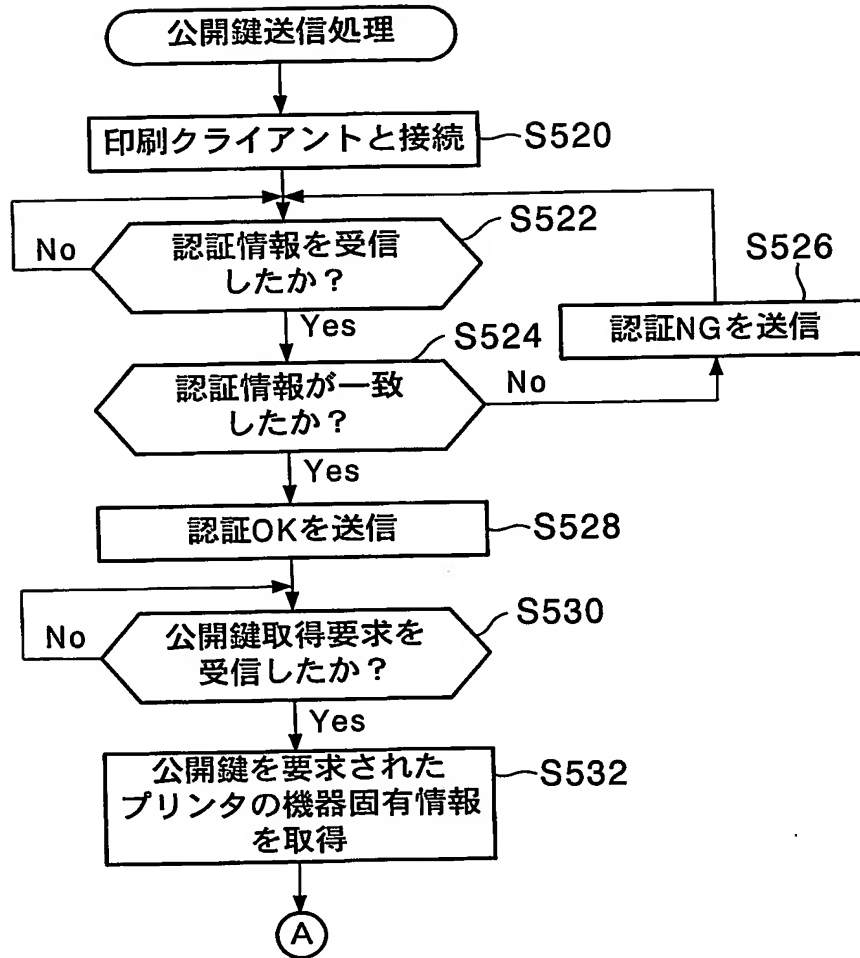 公開鍵送信処理
印刷クライアントと接続
S520
No
認証情報を受信
したか？
S522
Yes
S526
認証NGを送信
S524
認証情報が一致
したか？
No
Yes
認証OKを送信
S528
No
公開鍵取得要求を
受信したか？
S530
Yes
公開鍵を要求された
プリンタの機器固有情報
を取得
S532
A